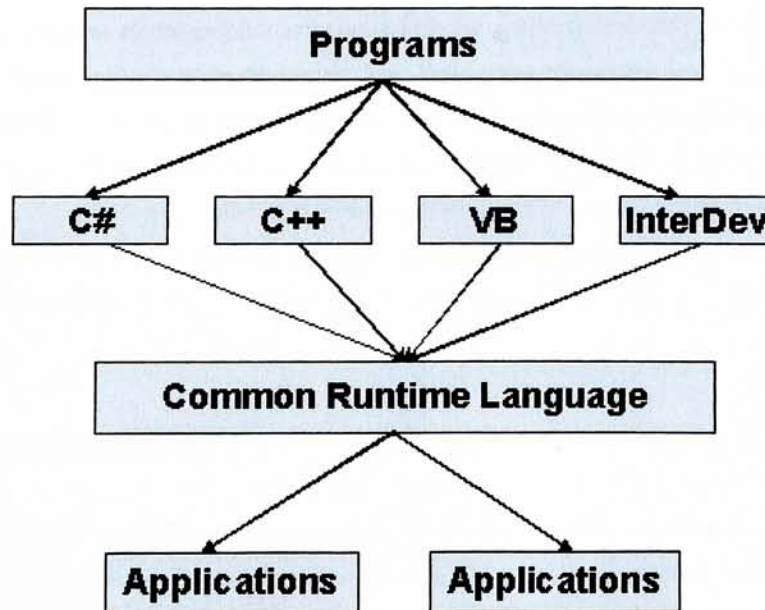 Programs
C#
C++
VB
InterDev
Common Runtime Language
Applications
Applications